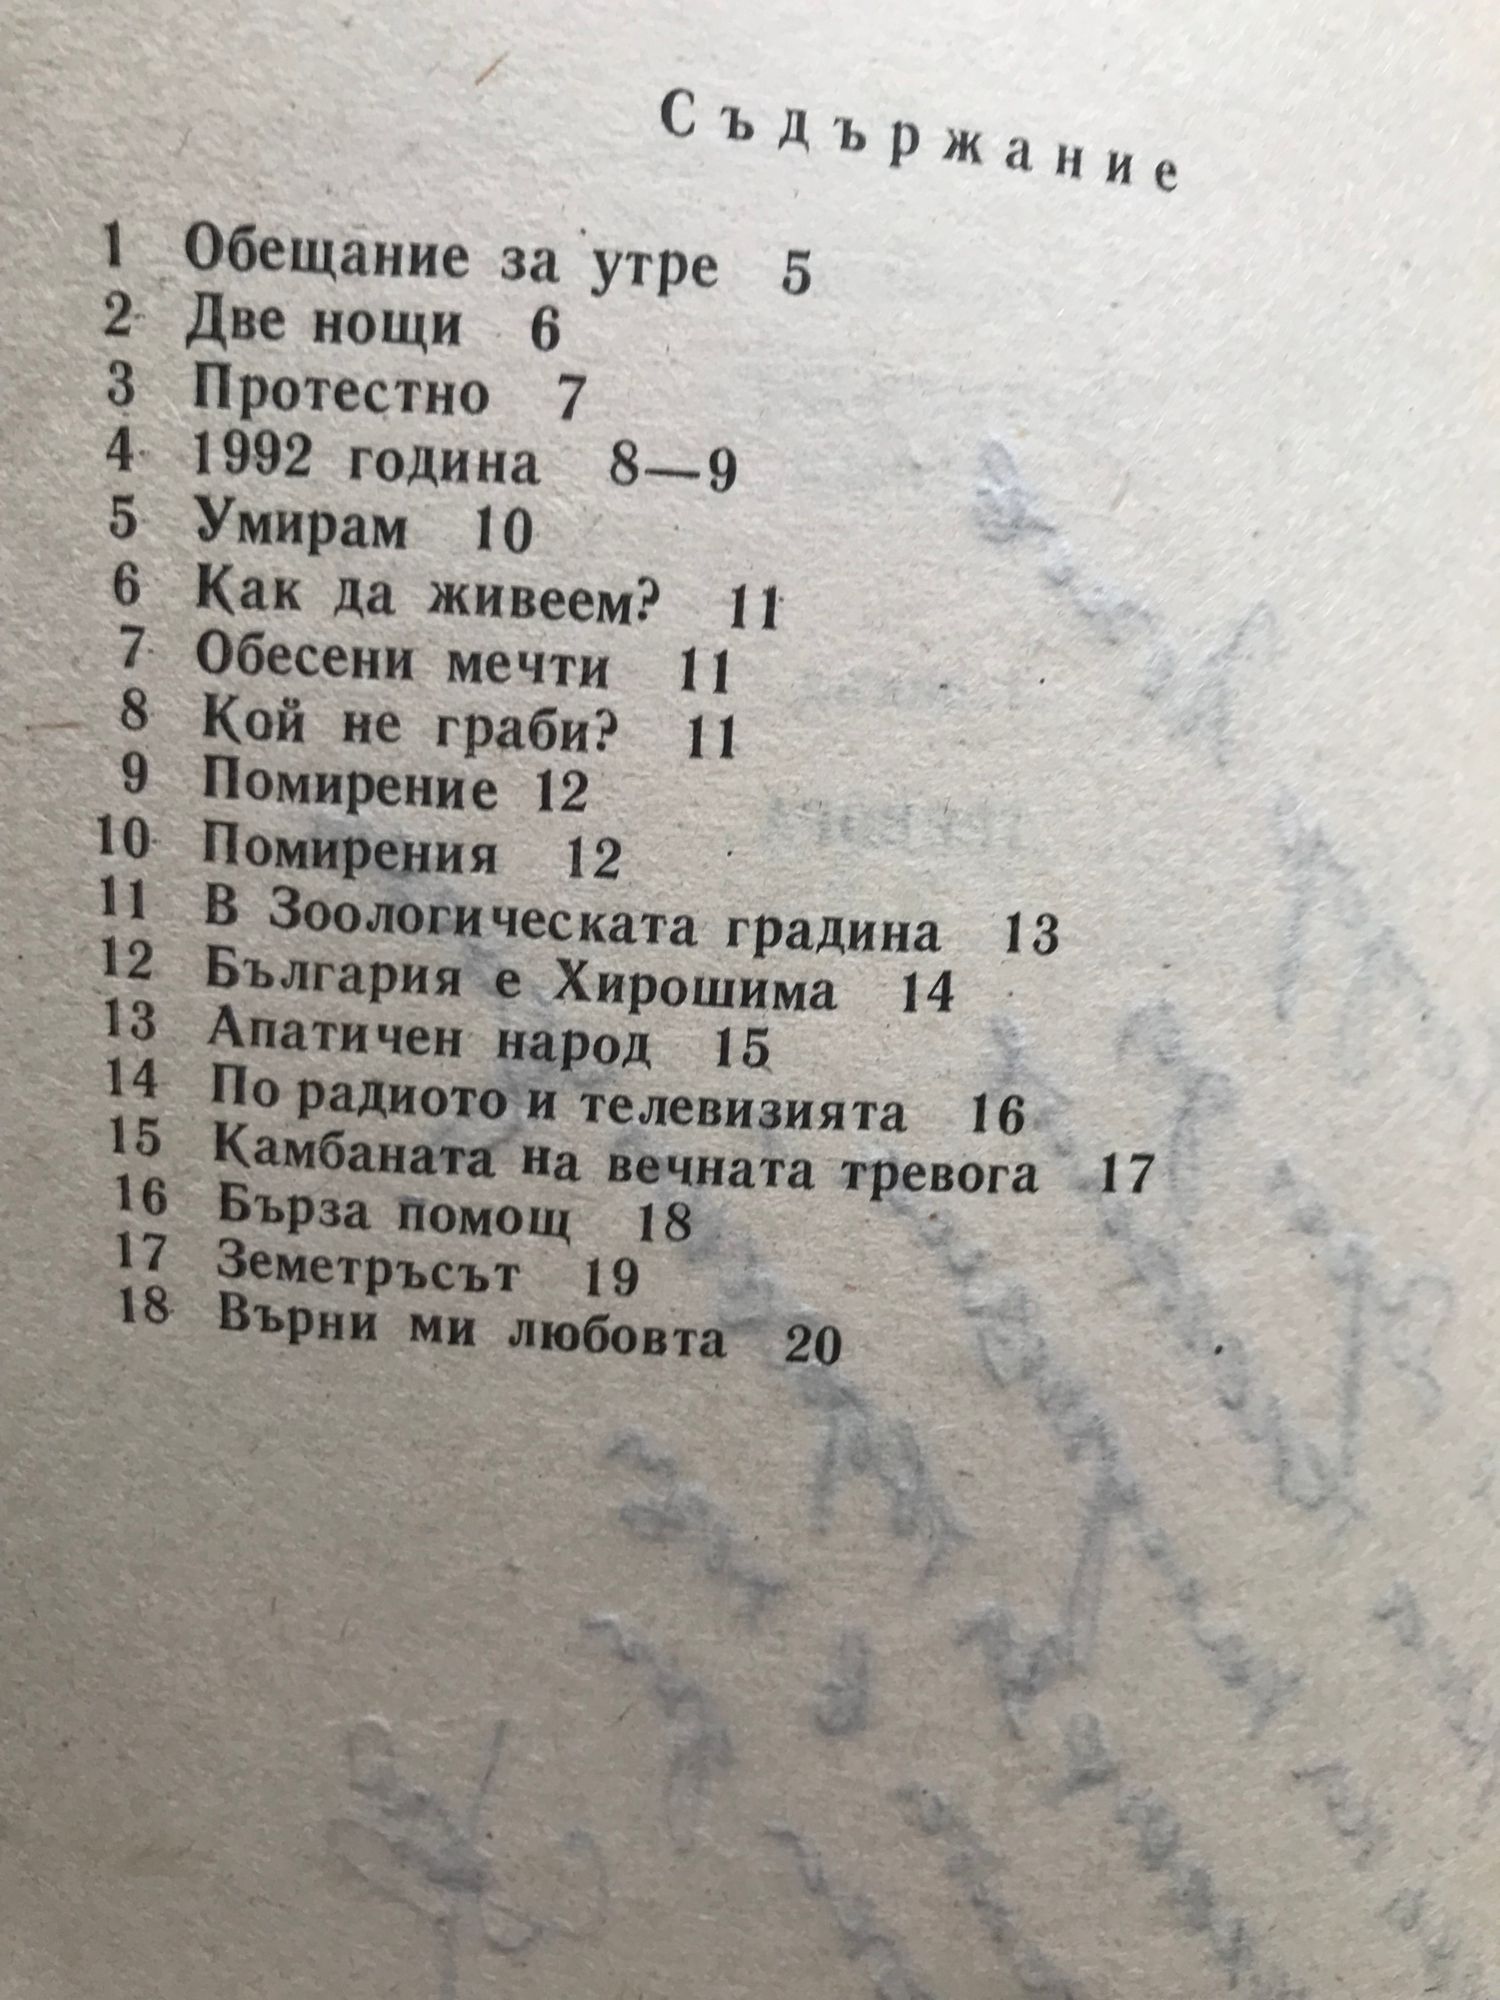 Съдържание
1 Обещание за утре 5
2 Две нощи 6
3 Протестно 7
4 1992 година 8—9
5 Умирам 10
6 Как да живеем? 11
7 Обесени мечти 11
8 Кой не граби? 11
9 Помирение 12
10 Помирения 12
11 В Зоологическата градина 13
12 България е Хирошима 14
13 Апатичен народ 15
14 По радиото и телевизията 16
15 Камбаната на вечната тревога 17
16 Бърза помощ 18
17 Земетръсът 19
18 Върни ми любовта 20